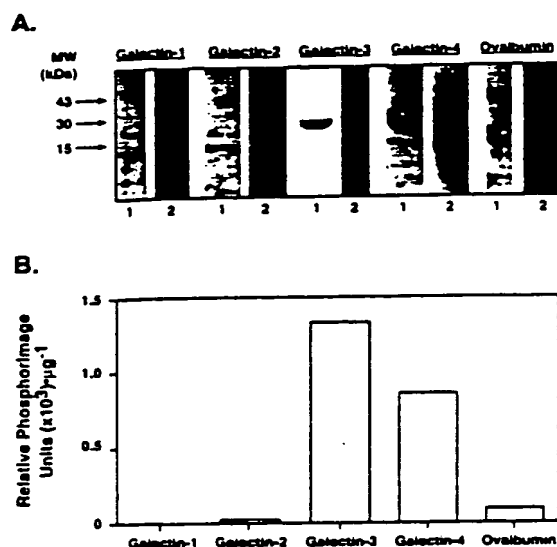 A.
MW (kDa)
Galectin-1 Galectin-2 Galectin-3 Galectin-4 Ovalbumin
43
30
15
1 2 1 2 1 2 1 2 1 2
B.
Relative PhosphorImage
Units (x10³)•µg⁻¹
1.5
1.0
0.5
0
Galectin-1 Galectin-2 Galectin-3 Galectin-4 Ovalbumin